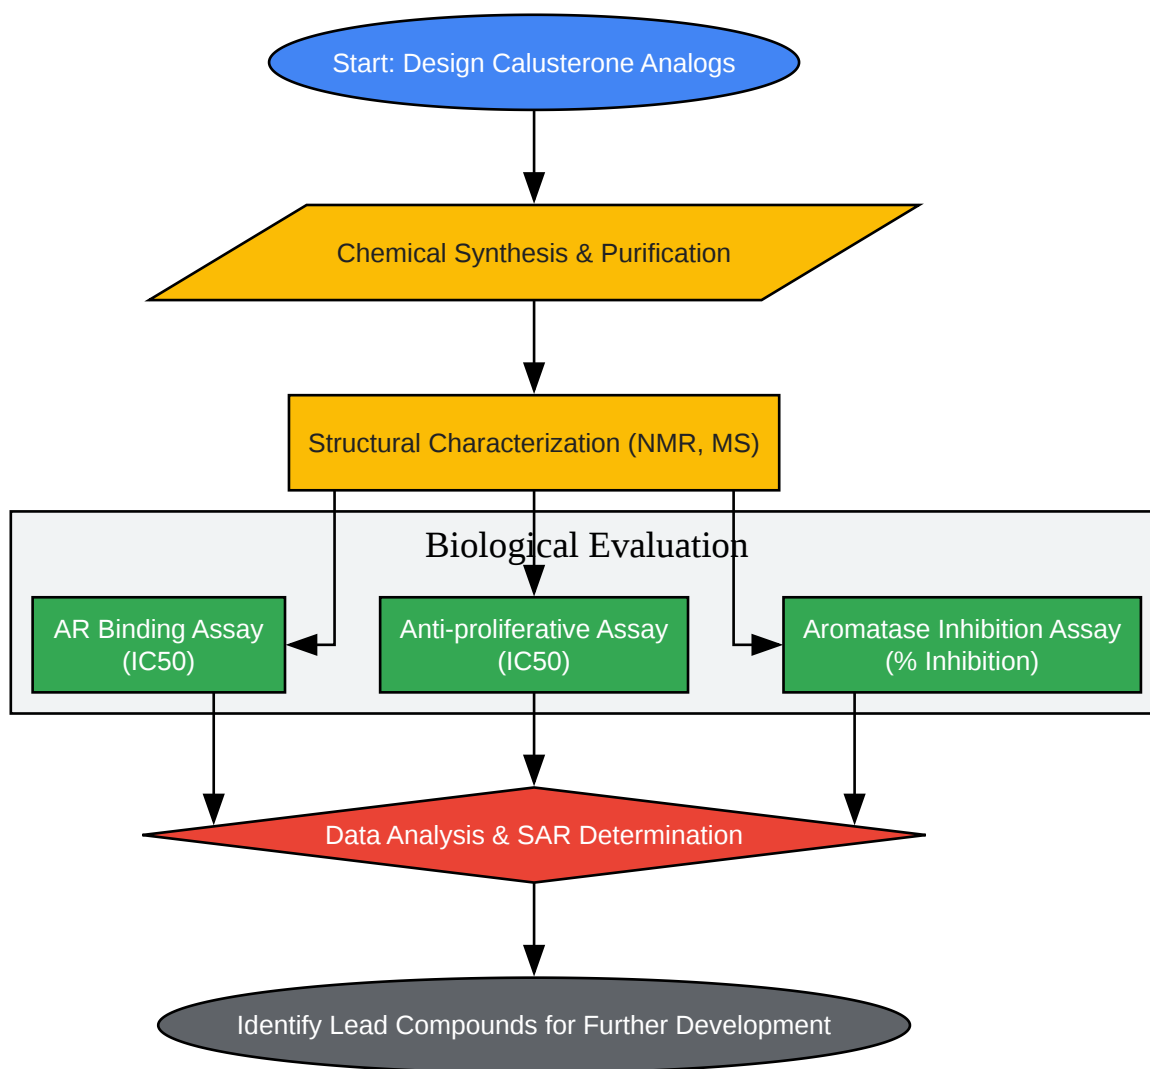 Start: Design Calusterone Analogs
Chemical Synthesis & Purification
Structural Characterization (NMR, MS)
Biological Evaluation
AR Binding Assay
(IC50)
Anti-proliferative Assay
(IC50)
Aromatase Inhibition Assay
(% Inhibition)
Data Analysis & SAR Determination
Identify Lead Compounds for Further Development